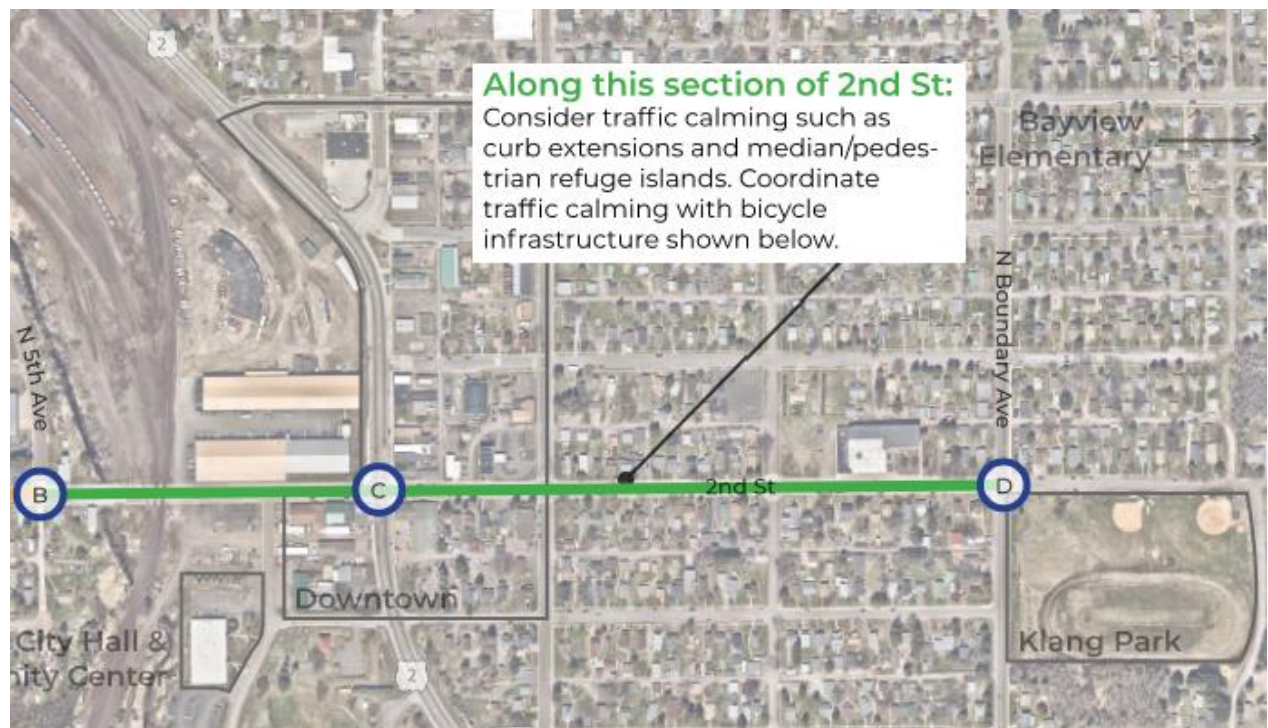 2
Along this section of 2nd St:
Consider traffic calming such as
curb extensions and median/pedes-
trian refuge islands. Coordinate
traffic calming with bicycle
infrastructure shown below.
Bayview
Elementary
N Boundary Ave
N 5th Ave
B
C
2nd St
D
Downtown
City Hall &
nity Center
Klang Park
2